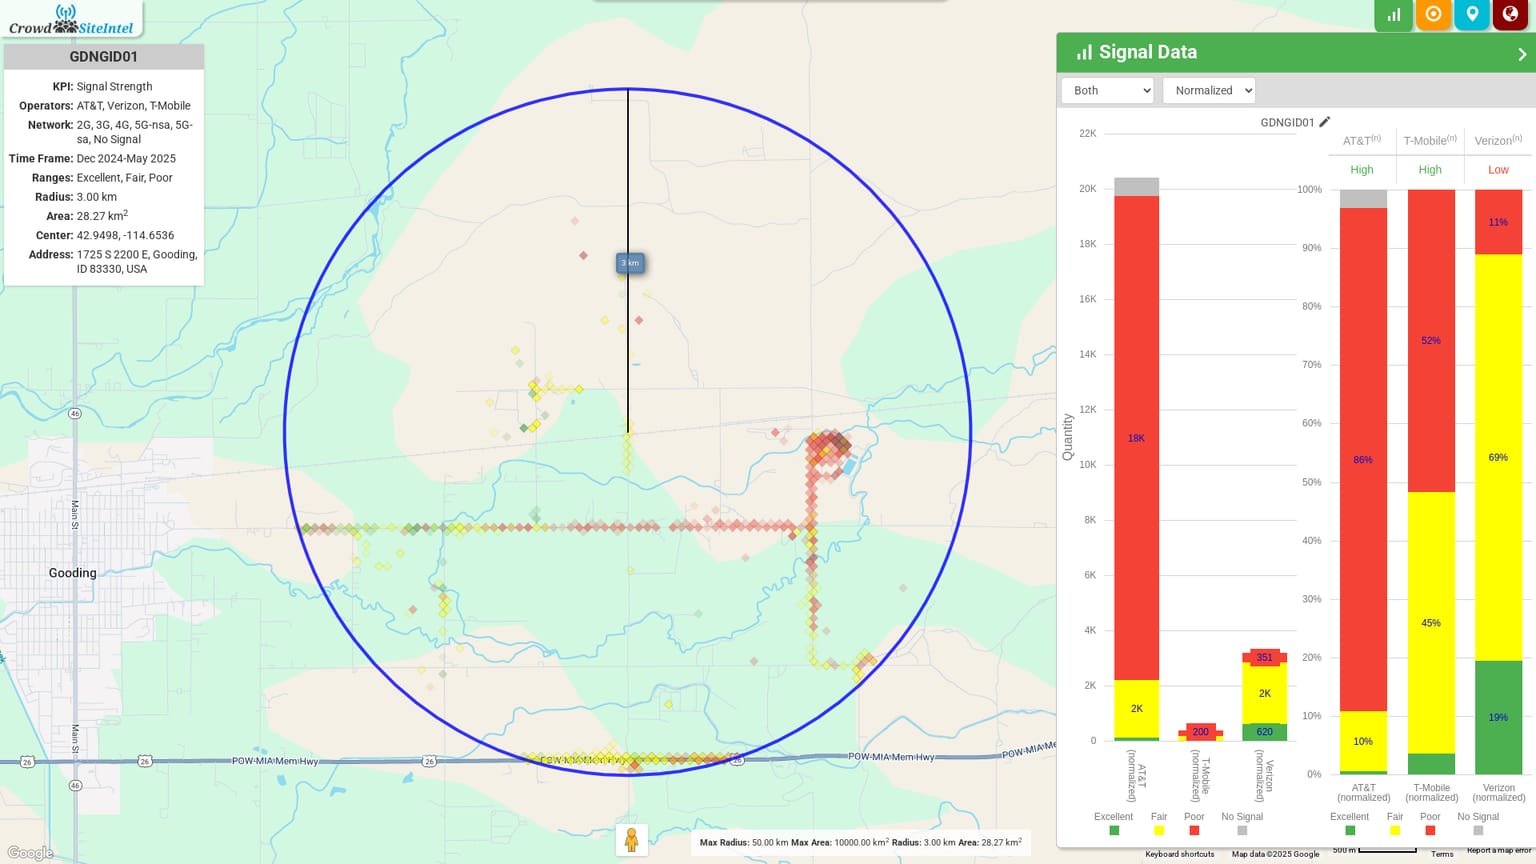 CrowdSiteIntel
GDNGID01
KPI: Signal Strength
Operators: AT&T, Verizon, T-Mobile
Network: 2G, 3G, 4G, 5G-nsa, 5G-
sa, No Signal
Time Frame: Dec 2024-May 2025
Ranges: Excellent, Fair, Poor
Radius: 3.00 km
Area: 28.27 km²
Center: 42.9498, -114.6536
Address: 1725 S 2200 E, Gooding,
ID 83330, USA
3 km
46
Main St
Gooding
Main St
26
26
POW-MIA Mem Hwy
26
POW-MIA Mem Hwy
26
POW-MIA Mem Hwy
POW-MIA Me
46
Google
Max Radius: 50.00 km Max Area: 10000.00 km² Radius: 3.00 km Area: 28.27 km²
Signal Data
Both
Normalized
GDNGID01
22K
20K
18K
16K
14K
12K
10K
8K
6K
4K
2K
0
Quantity
18K
2K
200
351
2K
620
AT&T (normalized)
T-Mobile (normalized)
Verizon (normalized)
Excellent Fair Poor No Signal
AT&T(n) T-Mobile(n) Verizon(n)
High High Low
100%
90%
80%
70%
60%
50%
40%
30%
20%
10%
0%
86%
10%
52%
45%
11%
69%
19%
AT&T (normalized)
T-Mobile (normalized)
Verizon (normalized)
Excellent Fair Poor No Signal
Keyboard shortcuts Map data ©2025 Google 500 m Terms Report a map error